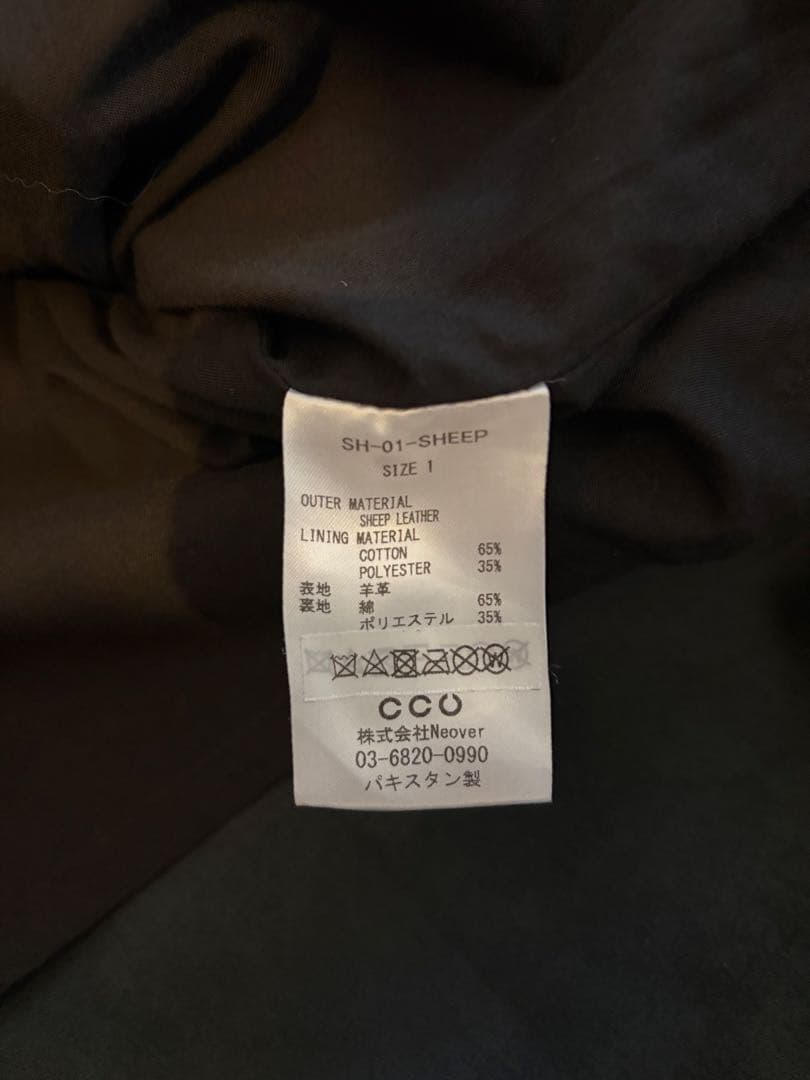 SH-01-SHEEP
SIZE 1
OUTER MATERIAL
SHEEP LEATHER
LINING MATERIAL
COTTON 65%
POLYESTER 35%
表地 羊革
裏地 綿 65%
ポリエステル 35%
CCU
株式会社Neover
03-6820-0990
パキスタン製